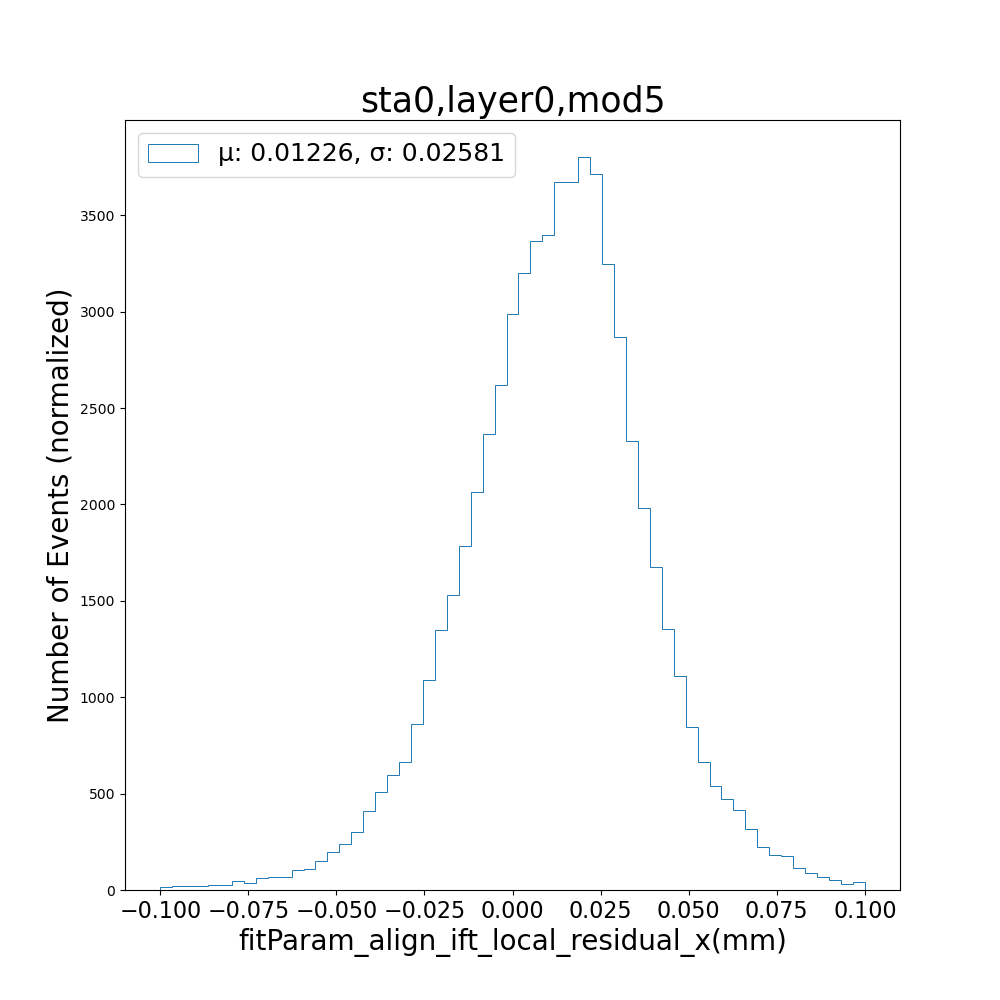 sta0,layer0,mod5
μ: 0.01226, σ: 0.02581
Number of Events (normalized)
3500
3000
2500
2000
1500
1000
500
0
−0.100 −0.075 −0.050 −0.025 0.000 0.025 0.050 0.075 0.100
fitParam_align_ift_local_residual_x(mm)